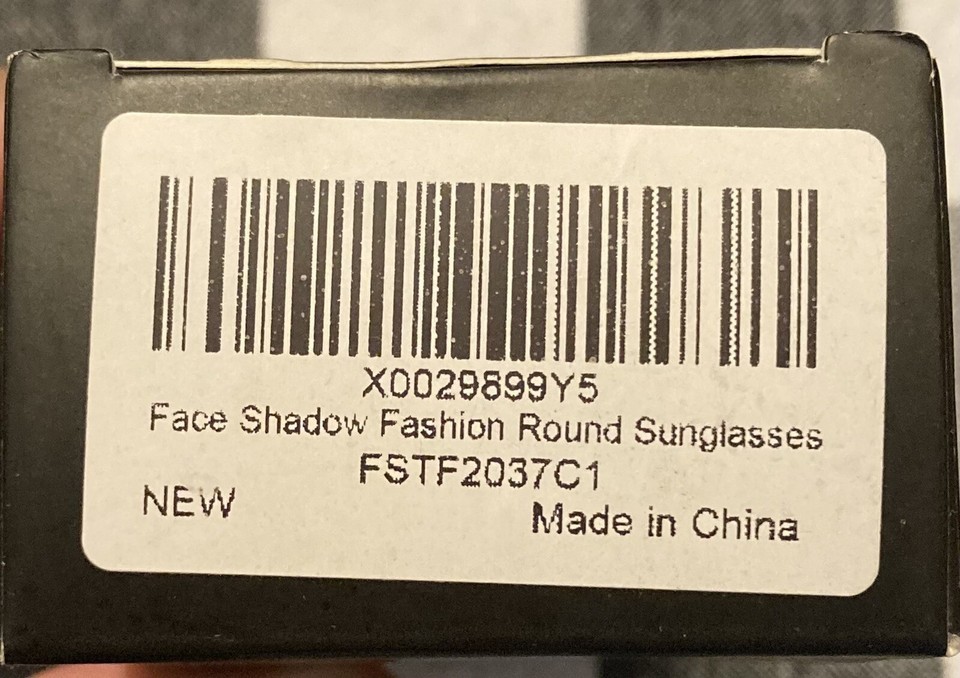 X0029899Y5
Face Shadow Fashion Round Sunglasses
FSTF2037C1
NEW
Made in China